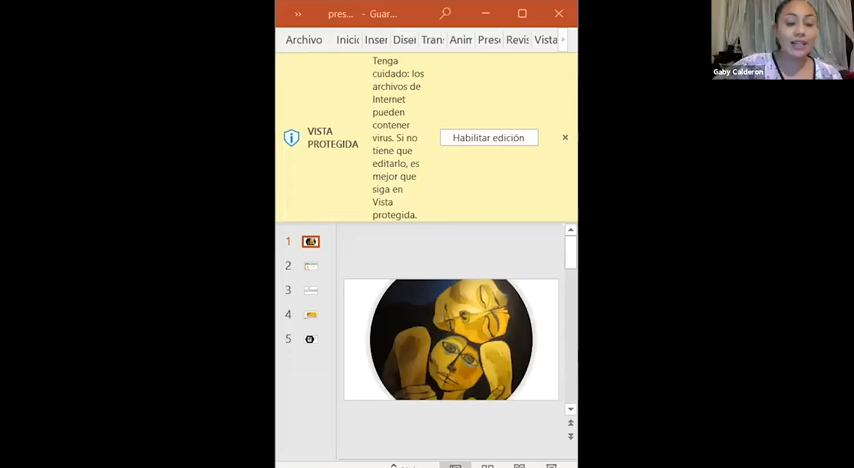 ›› pres... - Guar...
Archivo Inicio Inser Diseñ Tran: Anim Prese Revis Vista ›
Tenga
cuidado: los
archivos de
Internet
pueden
contener
virus. Si no
tiene que
editarlo, es
mejor que
siga en
Vista
protegida.
VISTA
PROTEGIDA
Habilitar edición
1
2
3
4
5
Gaby Calderon